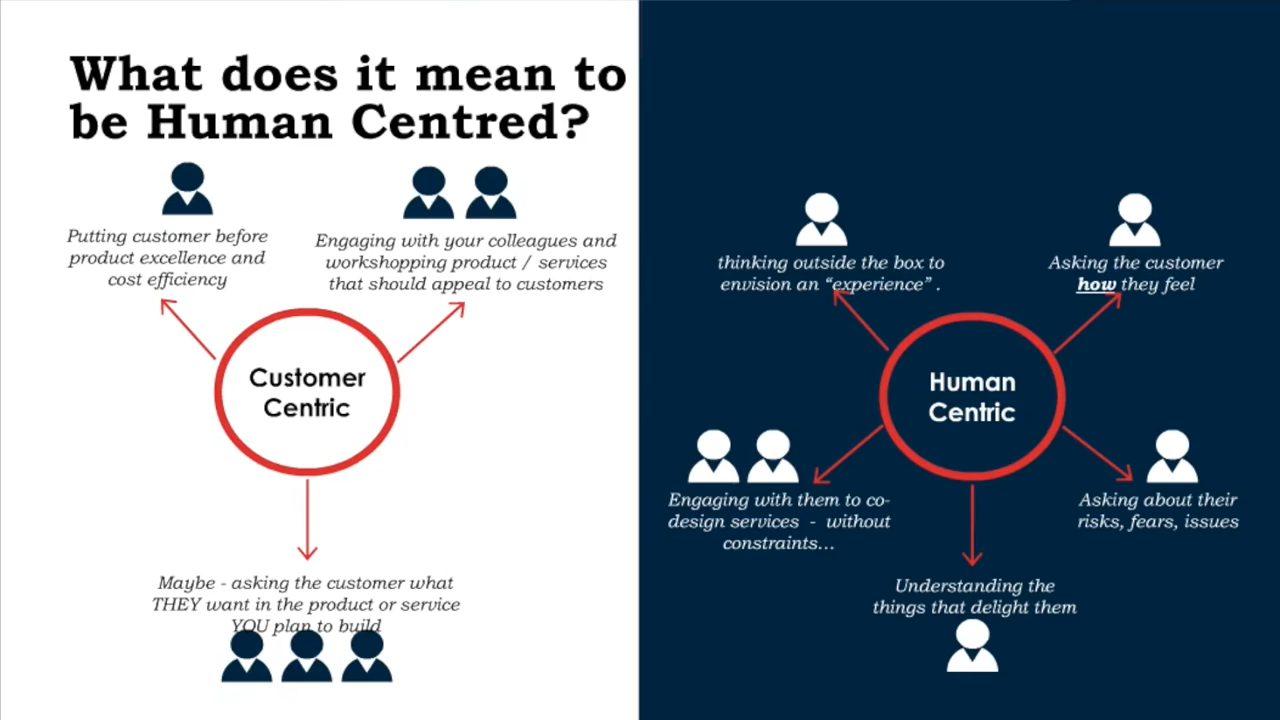 What does it mean to
be Human Centred?
Putting customer before
product excellence and
cost efficiency
Engaging with your colleagues and
workshopping product / services
that should appeal to customers
Customer
Centric
Maybe - asking the customer what
THEY want in the product or service
YOU plan to build
thinking outside the box to
envision an “experience” .
Asking the customer
how they feel
Human
Centric
Engaging with them to co-
design services - without
constraints...
Asking about their
risks, fears, issues
Understanding the
things that delight them